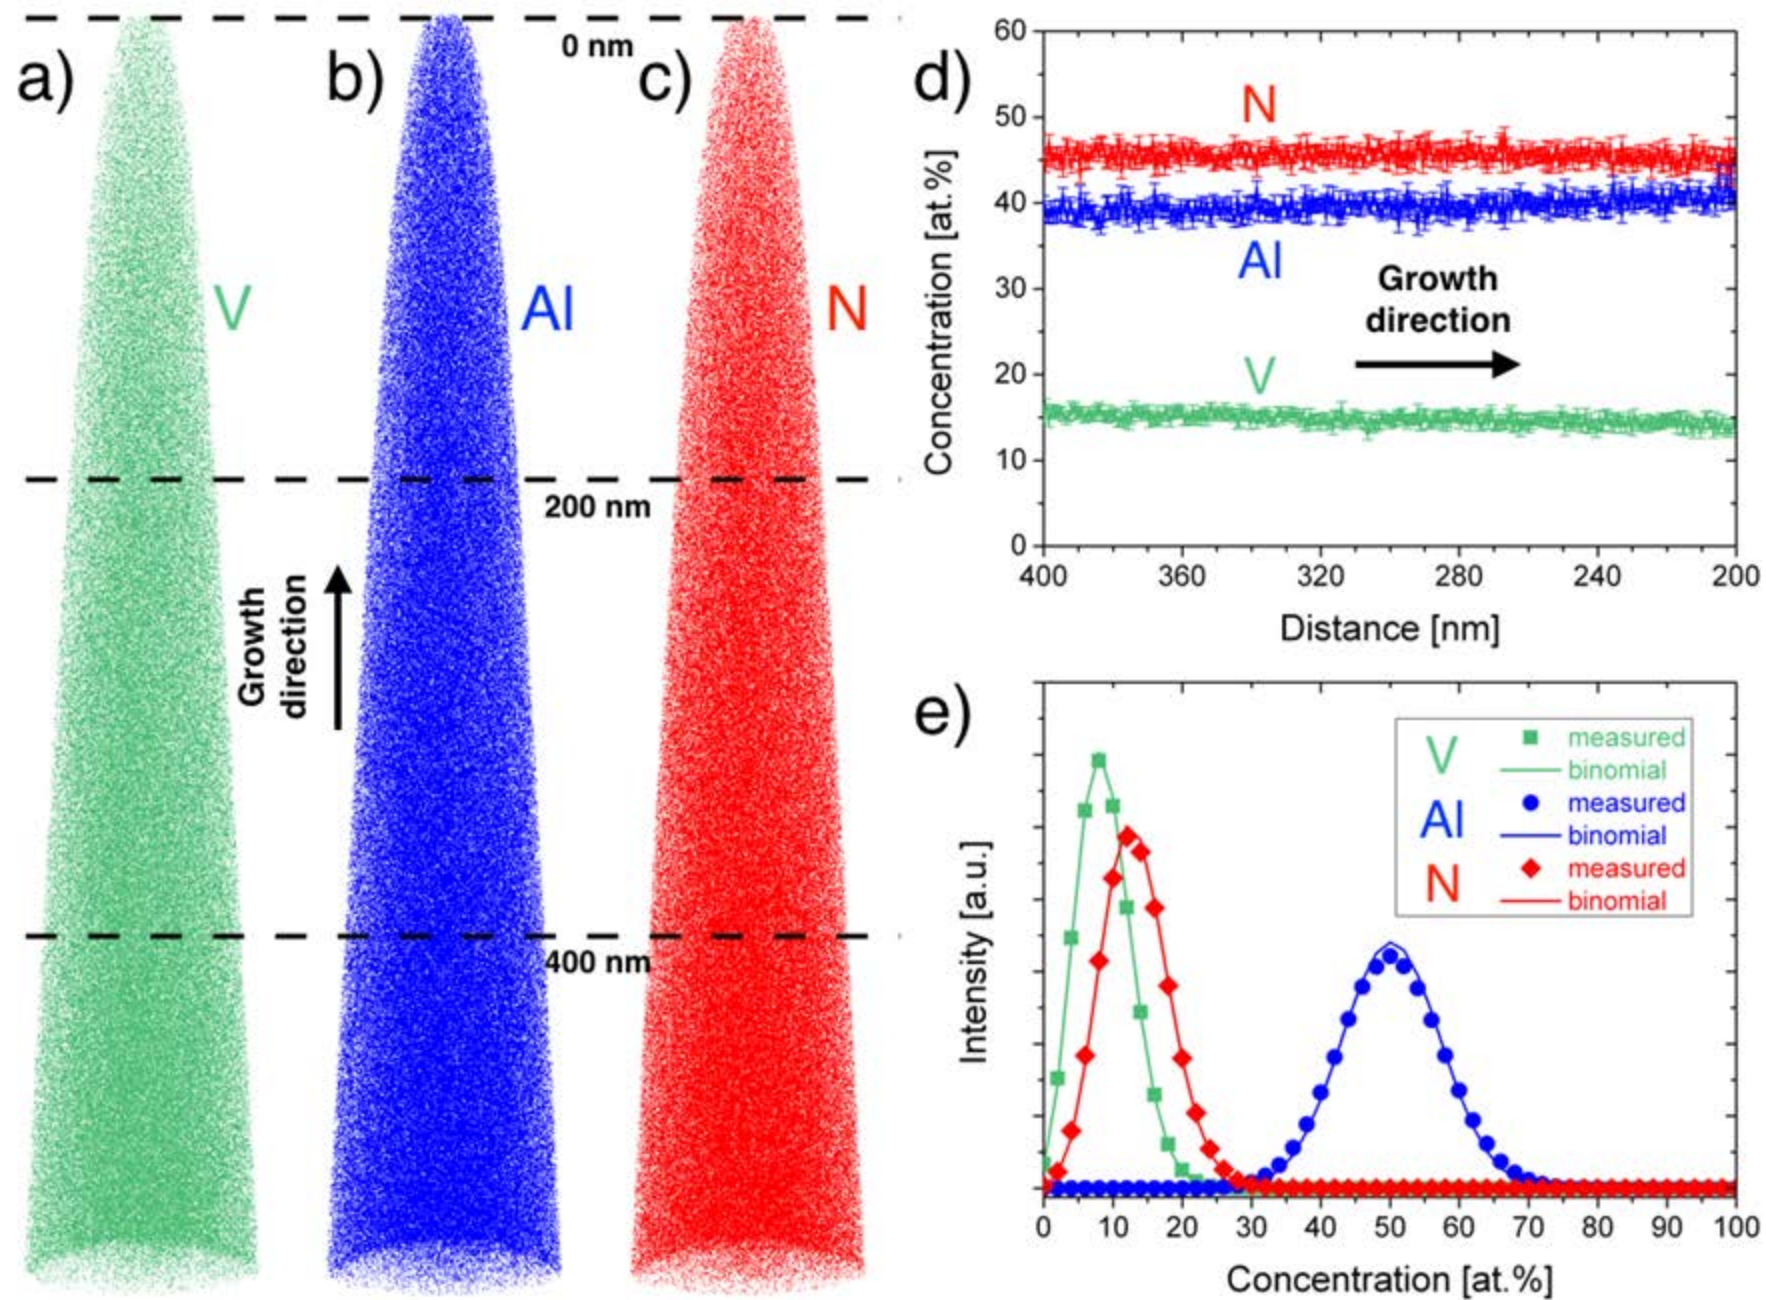 a)
b)
c)
0 nm
V
Al
N
200 nm
Growth
direction
400 nm
d)
60
50
40
30
20
10
0
Concentration [at.%]
N
Al
Growth
direction
V
400 360 320 280 240 200
Distance [nm]
e)
Intensity [a.u.]
V
measured
binomial
Al
measured
binomial
N
measured
binomial
0 10 20 30 40 50 60 70 80 90 100
Concentration [at.%]